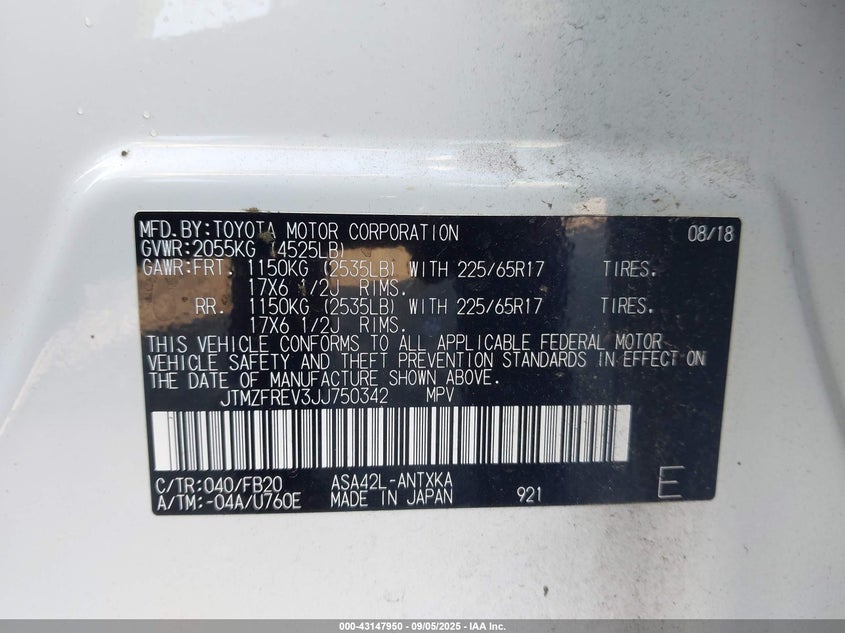 MFD.BY:TOYOTA MOTOR CORPORATION 08/18
GVWR:2055KG (4525LB)
GAWR:FRT. 1150KG (2535LB) WITH 225/65R17 TIRES.
17X6 1/2J RIMS.
RR. 1150KG (2535LB) WITH 225/65R17 TIRES.
17X6 1/2J RIMS.
THIS VEHICLE CONFORMS TO ALL APPLICABLE FEDERAL MOTOR
VEHICLE SAFETY AND THEFT PREVENTION STANDARDS IN EFFECT ON
THE DATE OF MANUFACTURE SHOWN ABOVE.
JTMZFREV3JJ750342 MPV
C/TR:040/FB20 ASA42L-ANTXKA
A/TM:-04A/U760E MADE IN JAPAN 921 E
000-43147950 - 09/05/2025 - IAA Inc.